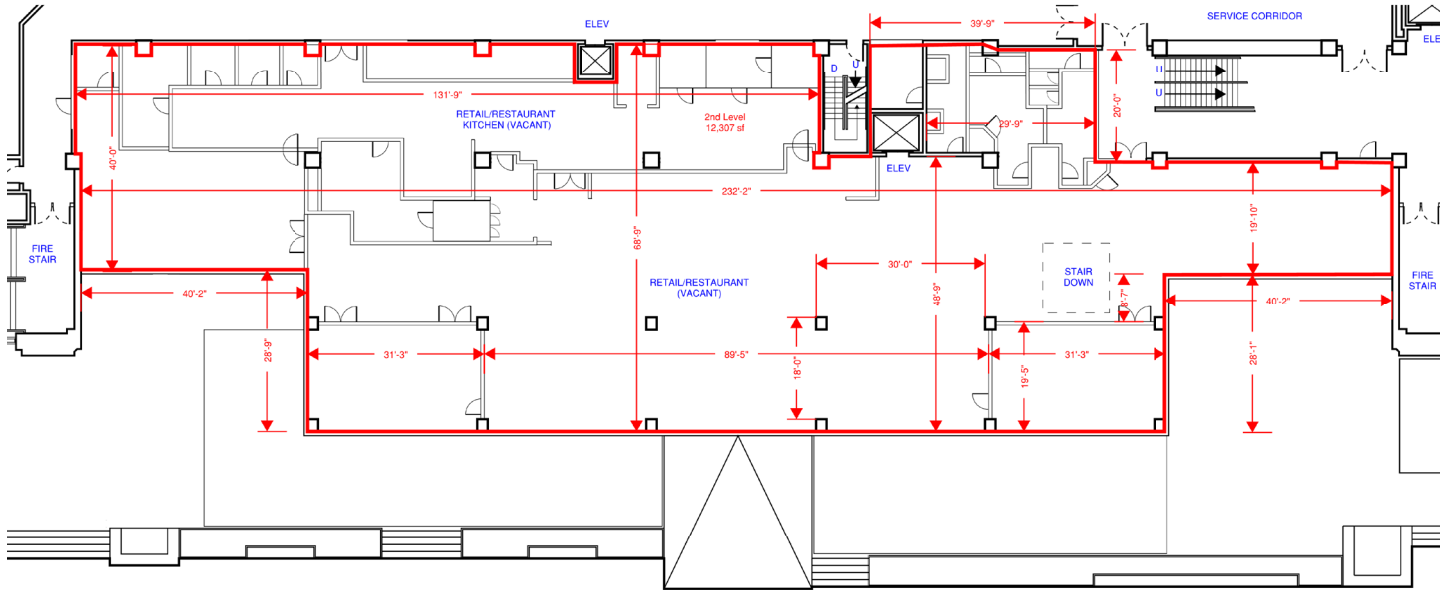 ELEV
39'-9"
SERVICE CORRIDOR
D
U
U
U
131'-9"
RETAIL/RESTAURANT
KITCHEN (VACANT)
2nd Level
12,307 sf
29'-9"
20'-0"
40'-0"
ELEV
232'-2"
68'-9"
48'-9"
19'-10"
FIRE
STAIR
30'-0"
STAIR
DOWN
RETAIL/RESTAURANT
(VACANT)
FIRE
STAIR
40'-2"
40'-2"
28'-9"
31'-3"
89'-5"
18'-0"
19'-5"
31'-3"
28'-1"